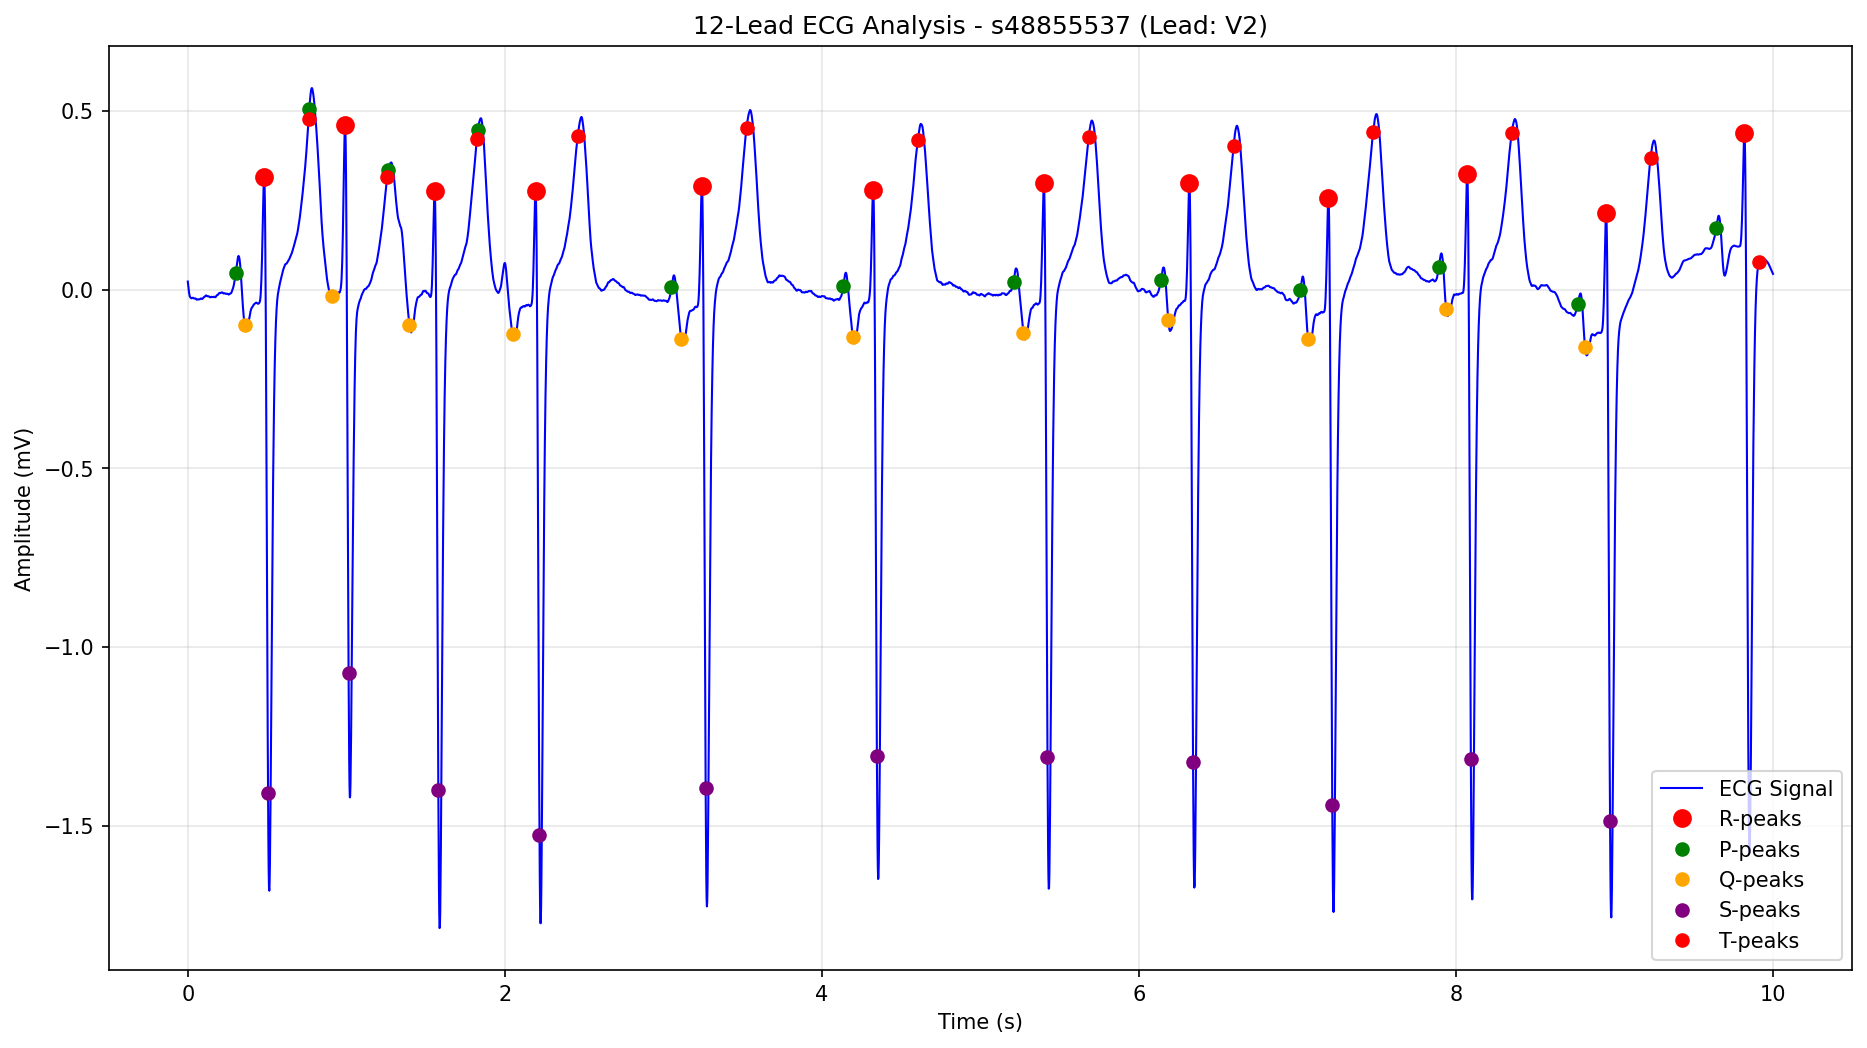 12-Lead ECG Analysis - s48855537 (Lead: V2)
0.5
0.0
−0.5
−1.0
−1.5
Amplitude (mV)
ECG Signal
R-peaks
P-peaks
Q-peaks
S-peaks
T-peaks
0
2
4
6
8
10
Time (s)